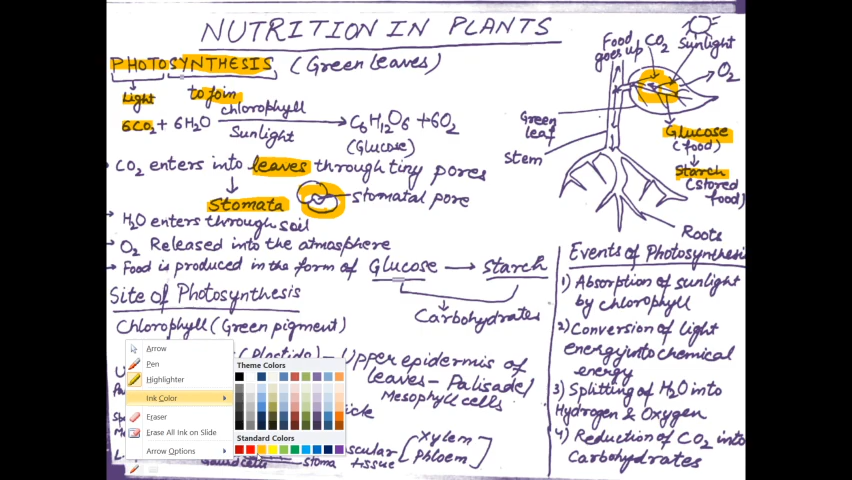 NUTRITION IN PLANTS
PHOTOSYNTHESIS (Green leaves)
Light to foim
6CO2 + 6H2O chlorophyll Sunlight C6H12O6 + 6O2
(Glucose)
CO2 enters into leaves through tiny pores
Stomata stomatal pore
H2O enters through soil
O2 Released into the atmosphere
Food is produced in the form of Glucose → Starch
Carbohydrates
Site of Photosynthesis
Chlorophyll (Green pigment)
(Plastids) - Upper epidermis of
leaves - Palisade/
Mesophyll cells
vascular tissue [Xylem
Phloem]
stoma
Arrow
Pen
Highlighter
Ink Color
Eraser
Erase All Ink on Slide
Arrow Options
Theme Colors
Standard Colors
Food goes up
CO2
Sunlight
O2
Green leaf
Stem
Glucose
(food)
Starch
(stored food)
Roots
Events of Photosynthesis
1) Absorption of sunlight
by chlorophyll
2) Conversion of light
energy into chemical
energy
3) Splitting of H2O into
Hydrogen & Oxygen
4) Reduction of CO2 into
Carbohydrates